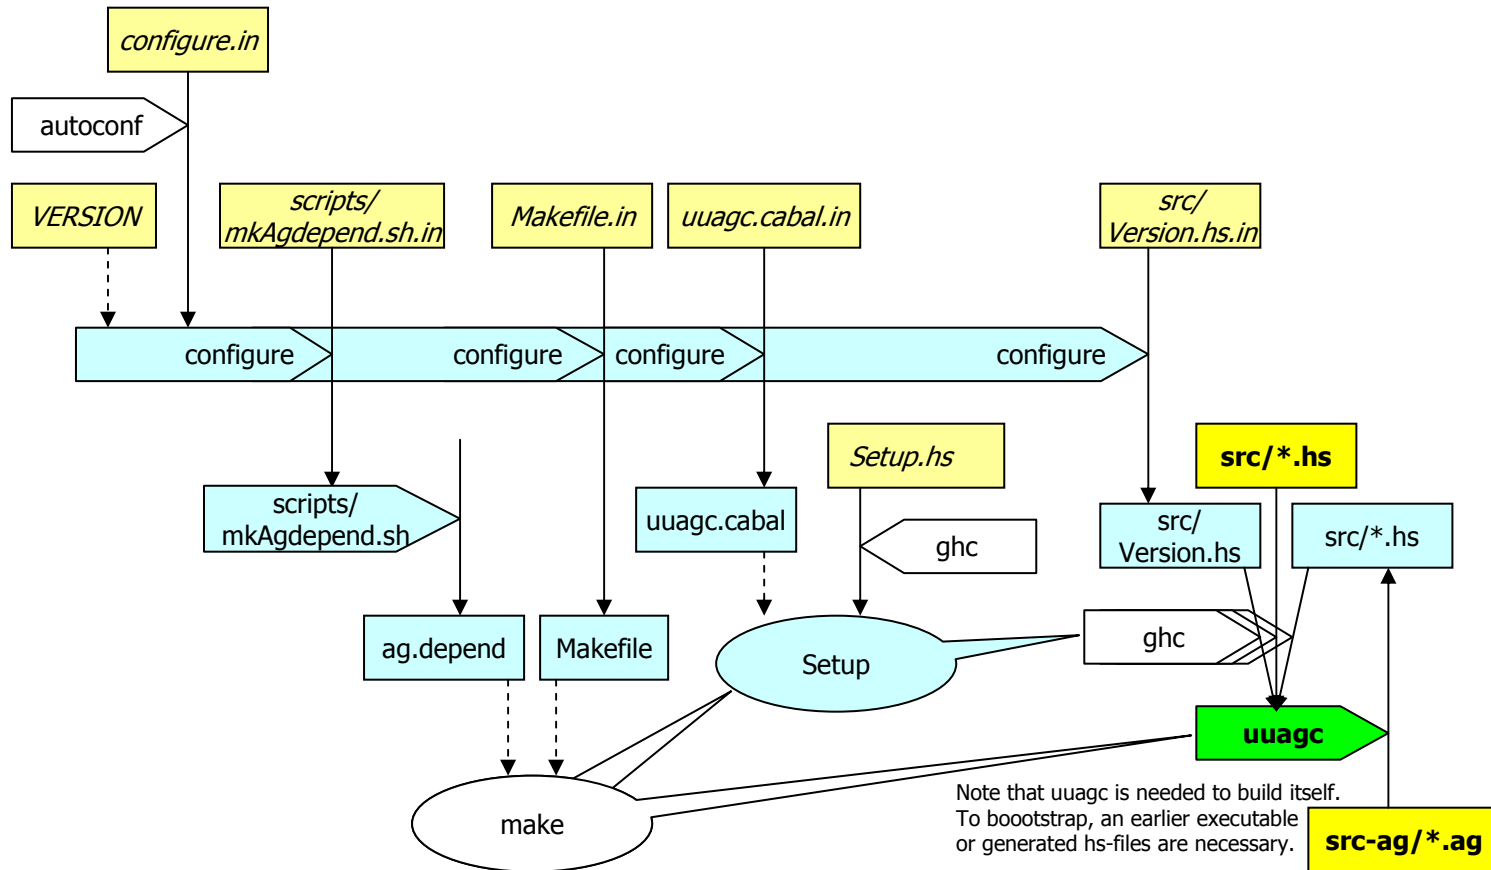 configure.in
autoconf
VERSION
scripts/
mkAgdepend.sh.in
Makefile.in
uuagc.cabal.in
src/
Version.hs.in
configure
configure
configure
configure
Setup.hs
src/*.hs
scripts/
mkAgdepend.sh
uuagc.cabal
ghc
src/
Version.hs
src/*.hs
ag.depend
Makefile
Setup
ghc
uuagc
make
Note that uuagc is needed to build itself.
To boootstrap, an earlier executable
or generated hs-files are necessary.
src-ag/*.ag